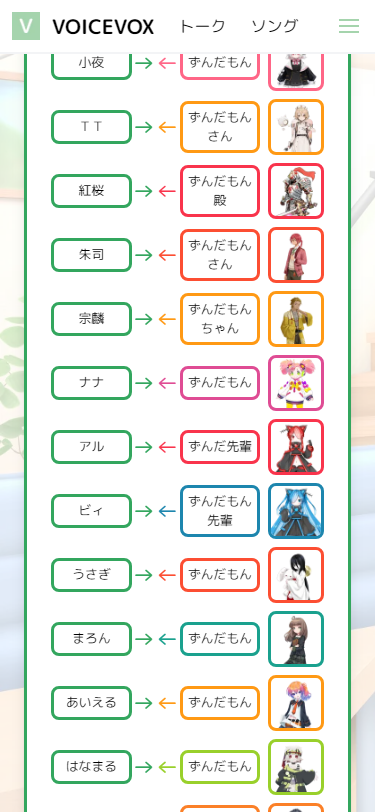 V VOICEVOX トーク ソング
小夜 → ← ずんだもん
TT → ← ずんだもん
さん
紅桜 → ← ずんだもん
殿
朱司 → ← ずんだもん
さん
宗麟 → ← ずんだもん
ちゃん
ナナ → ← ずんだもん
アル → ← ずんだ先輩
ビィ → ← ずんだもん
先輩
うさぎ → ← ずんだもん
まろん → ← ずんだもん
あいえる → ← ずんだもん
はなまる → ← ずんだもん